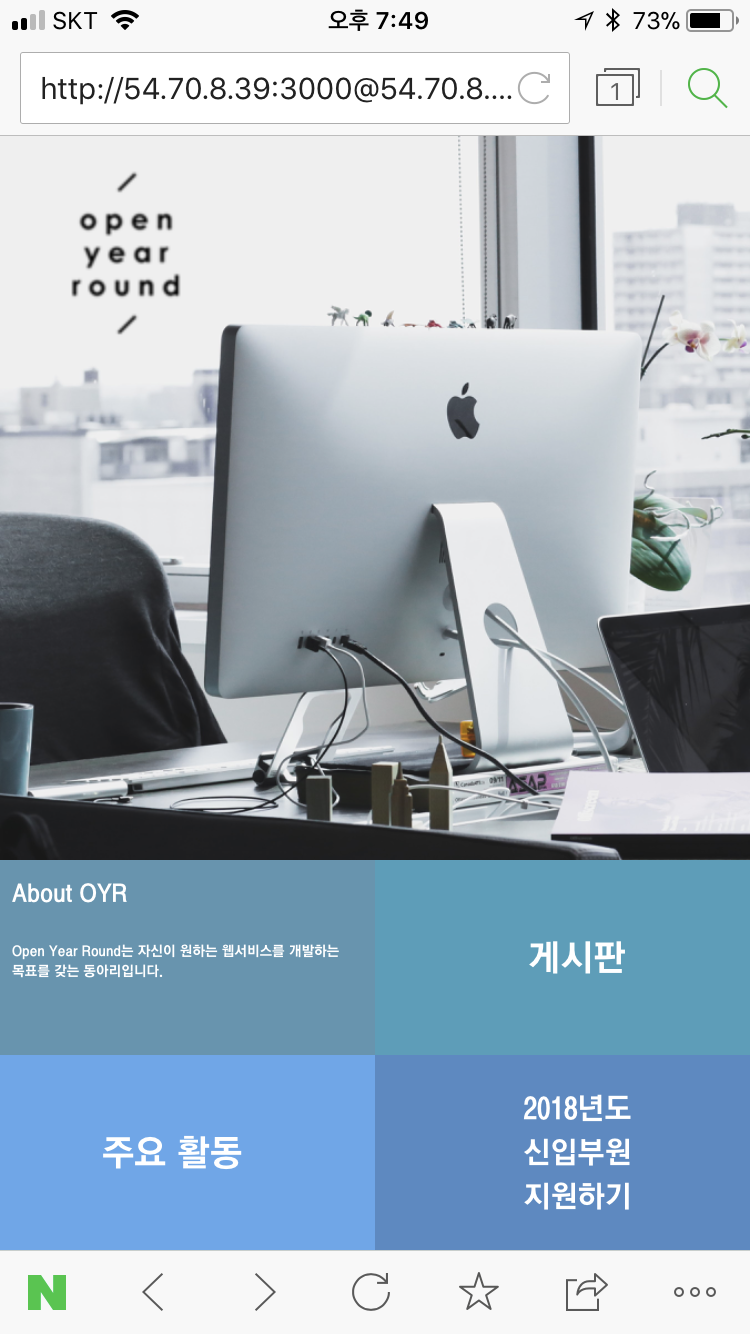 SKT 오후 7:49 73%
http://54.70.8.39:3000@54.70.8.... 1
open
year
round
About OYR
Open Year Round는 자신이 원하는 웹서비스를 개발하는
목표를 갖는 동아리입니다.
게시판
주요 활동
2018년도
신입부원
지원하기
N